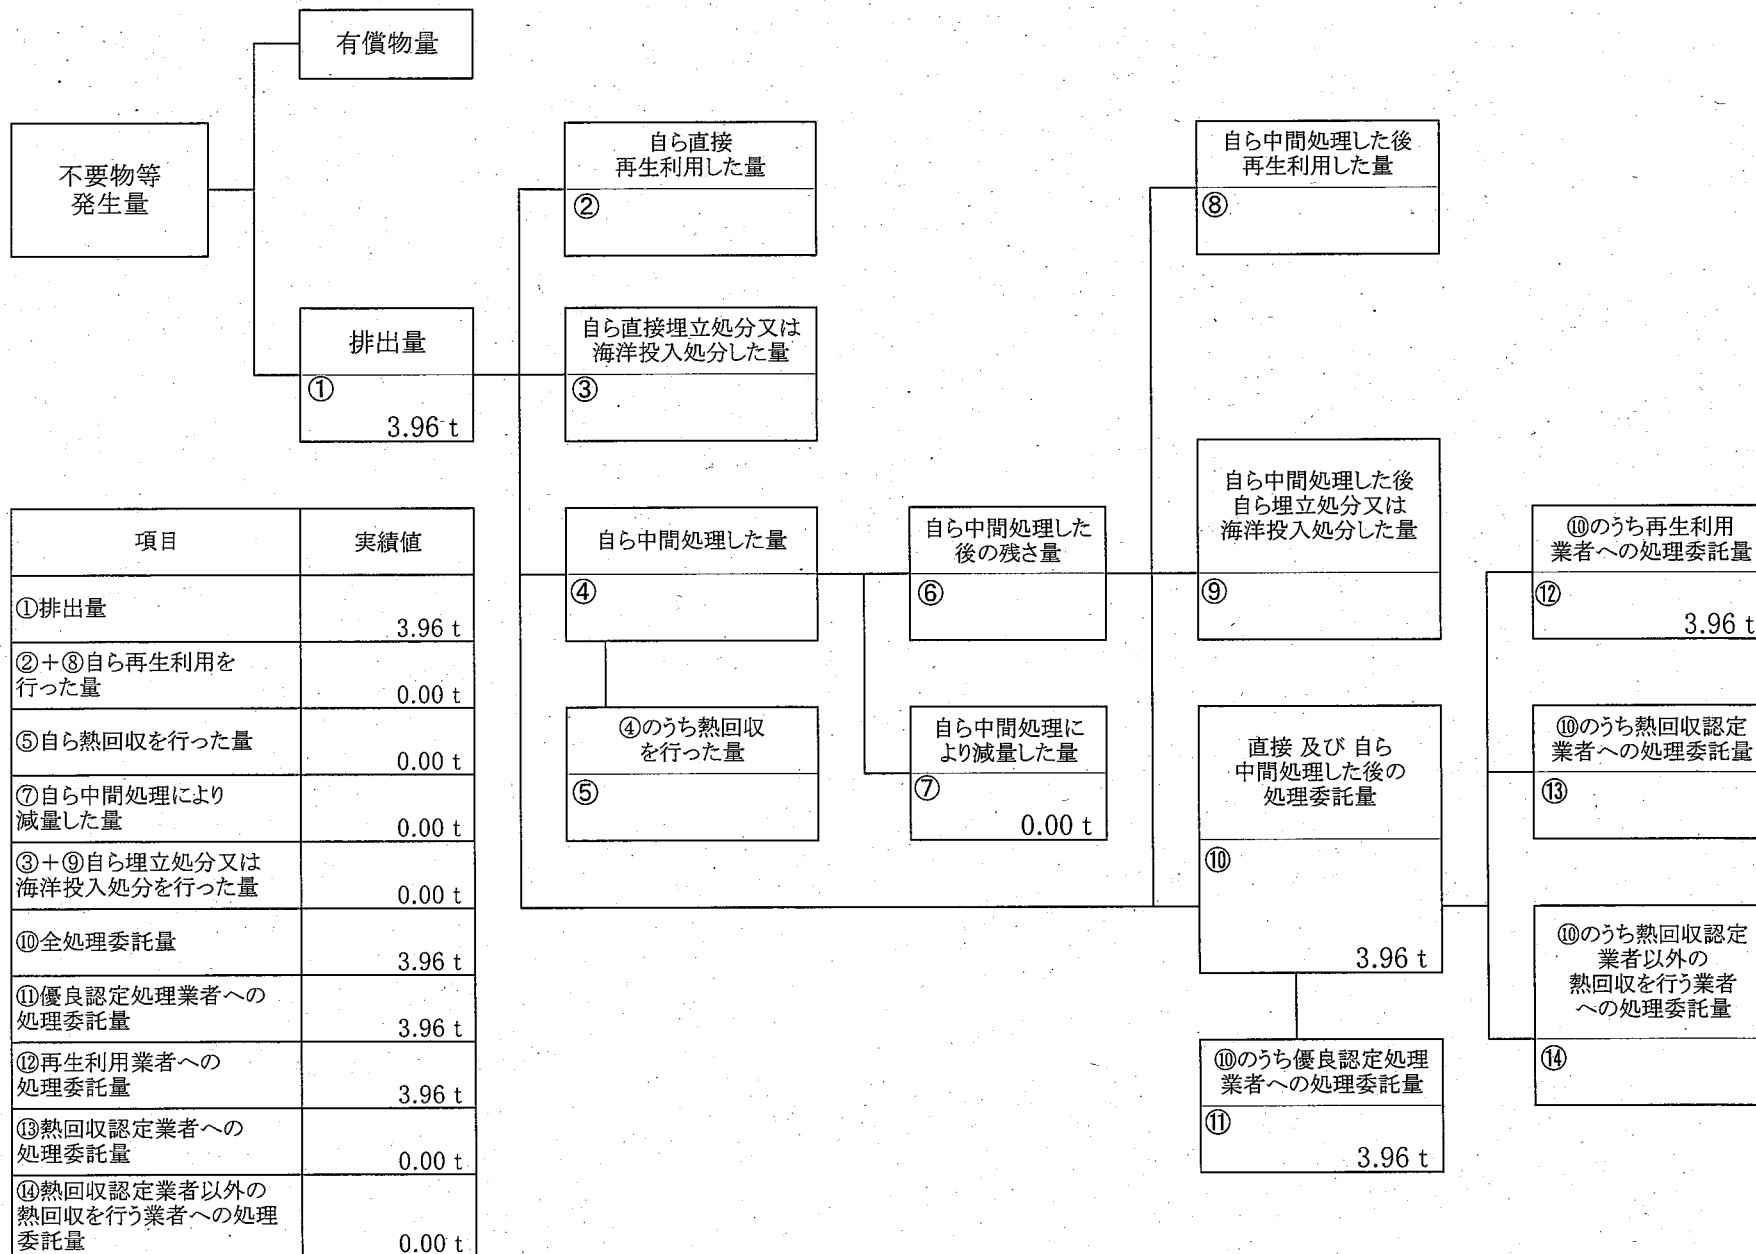 有償物量
不要物等
発生量
排出量
①
3.96 t
自ら直接
再生利用した量
②
自ら直接埋立処分又は
海洋投入処分した量
③
自ら中間処理した量
④
④のうち熱回収
を行った量
⑤
自ら中間処理した
後の残さ量
⑥
自ら中間処理に
より減量した量
⑦
0.00 t
自ら中間処理した後
再生利用した量
⑧
自ら中間処理した後
自ら埋立処分又は
海洋投入処分した量
⑨
直接 及び 自ら
中間処理した後の
処理委託量
⑩
3.96 t
⑩のうち優良認定処理
業者への処理委託量
⑪
3.96 t
⑩のうち再生利用
業者への処理委託量
⑫
3.96 t
⑩のうち熱回収認定
業者への処理委託量
⑬
⑩のうち熱回収認定
業者以外の
熱回収を行う業者
への処理委託量
⑭
項目 実績値
①排出量 3.96 t
②＋⑧自ら再生利用を
行った量 0.00 t
⑤自ら熱回収を行った量 0.00 t
⑦自ら中間処理により
減量した量 0.00 t
③＋⑨自ら埋立処分又は
海洋投入処分を行った量 0.00 t
⑩全処理委託量 3.96 t
⑪優良認定処理業者への
処理委託量 3.96 t
⑫再生利用業者への
処理委託量 3.96 t
⑬熱回収認定業者への
処理委託量 0.00 t
⑭熱回収認定業者以外の
熱回収を行う業者への処理
委託量 0.00 t